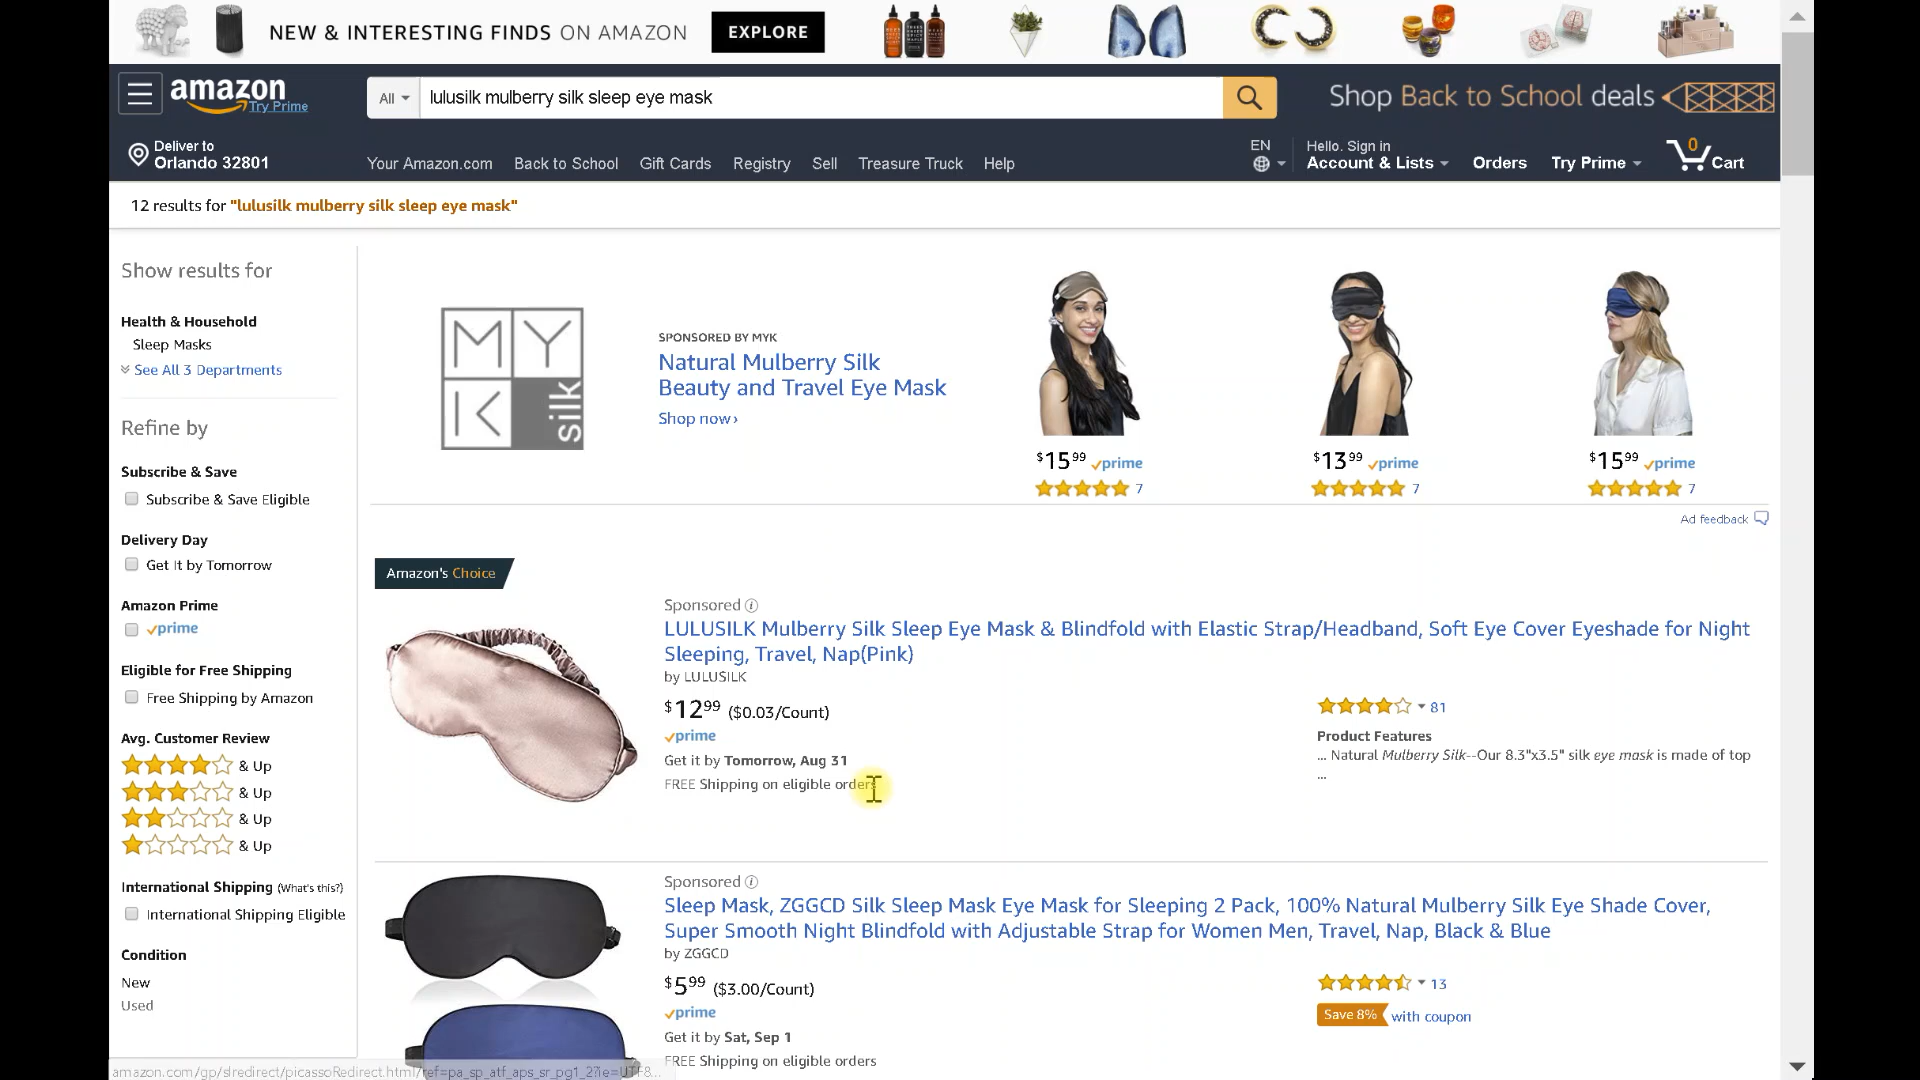 NEW & INTERESTING FINDS ON AMAZON
EXPLORE
amazon
Try Prime
All
lulusilk mulberry silk sleep eye mask
Shop Back to School deals
Deliver to
Orlando 32801
Your Amazon.com
Back to School
Gift Cards
Registry
Sell
Treasure Truck
Help
EN
Hello. Sign in
Account & Lists
Orders
Try Prime
0
Cart
12 results for "lulusilk mulberry silk sleep eye mask"
Show results for
Health & Household
Sleep Masks
See All 3 Departments
Refine by
Subscribe & Save
Subscribe & Save Eligible
Delivery Day
Get It by Tomorrow
Amazon Prime
prime
Eligible for Free Shipping
Free Shipping by Amazon
Avg. Customer Review
& Up
& Up
& Up
& Up
International Shipping (What's this?)
International Shipping Eligible
Condition
New
Used
MYK silk
SPONSORED BY MYK
Natural Mulberry Silk
Beauty and Travel Eye Mask
Shop now›
$15 99 prime
7
$13 99 prime
7
$15 99 prime
7
Ad feedback
Amazon's Choice
Sponsored
LULUSILK Mulberry Silk Sleep Eye Mask & Blindfold with Elastic Strap/Headband, Soft Eye Cover Eyeshade for Night
Sleeping, Travel, Nap(Pink)
by LULUSILK
$12 99 ($0.03/Count)
prime
Get it by Tomorrow, Aug 31
FREE Shipping on eligible orders
81
Product Features
... Natural Mulberry Silk--Our 8.3"x3.5" silk eye mask is made of top
...
Sponsored
Sleep Mask, ZGGCD Silk Sleep Mask Eye Mask for Sleeping 2 Pack, 100% Natural Mulberry Silk Eye Shade Cover,
Super Smooth Night Blindfold with Adjustable Strap for Women Men, Travel, Nap, Black & Blue
by ZGGCD
$5 99 ($3.00/Count)
prime
Get it by Sat, Sep 1
FREE Shipping on eligible orders
13
Save 8% with coupon
amazon.com/gp/slredirect/picassoRedirect.html/ref=pa_sp_atf_aps_sr_pg1_2?ie=UTF8...